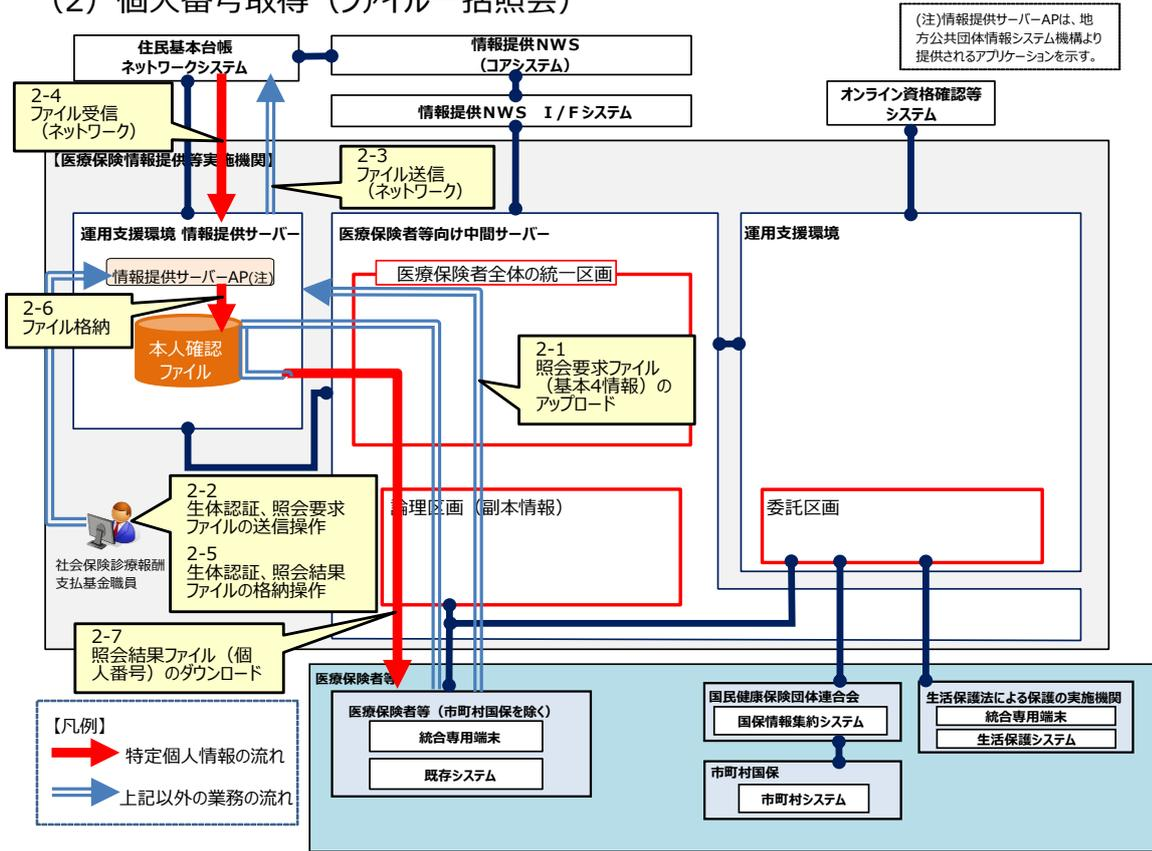 （2）個人番号取得（ファイル一括照会）
(注)情報提供サーバーAPは、地
方公共団体情報システム機構より
提供されるアプリケーションを示す。
住民基本台帳
ネットワークシステム
情報提供NWS
（コアシステム）
情報提供NWS　I/Fシステム
オンライン資格確認等
システム
2-4
ファイル受信
（ネットワーク）
【医療保険情報提供等実施機関】
2-3
ファイル送信
（ネットワーク）
運用支援環境 情報提供サーバー
医療保険者等向け中間サーバー
運用支援環境
情報提供サーバーAP(注)
医療保険者全体の統一区画
2-6
ファイル格納
本人確認
ファイル
2-1
照会要求ファイル
（基本4情報）の
アップロード
2-2
生体認証、照会要求
ファイルの送信操作
2-5
生体認証、照会結果
ファイルの格納操作
論理区画（副本情報）
委託区画
社会保険診療報酬
支払基金職員
2-7
照会結果ファイル（個
人番号）のダウンロード
医療保険者等
医療保険者等（市町村国保を除く）
統合専用端末
既存システム
国民健康保険団体連合会
国保情報集約システム
市町村国保
市町村システム
生活保護法による保護の実施機関
統合専用端末
生活保護システム
【凡例】
特定個人情報の流れ
上記以外の業務の流れ